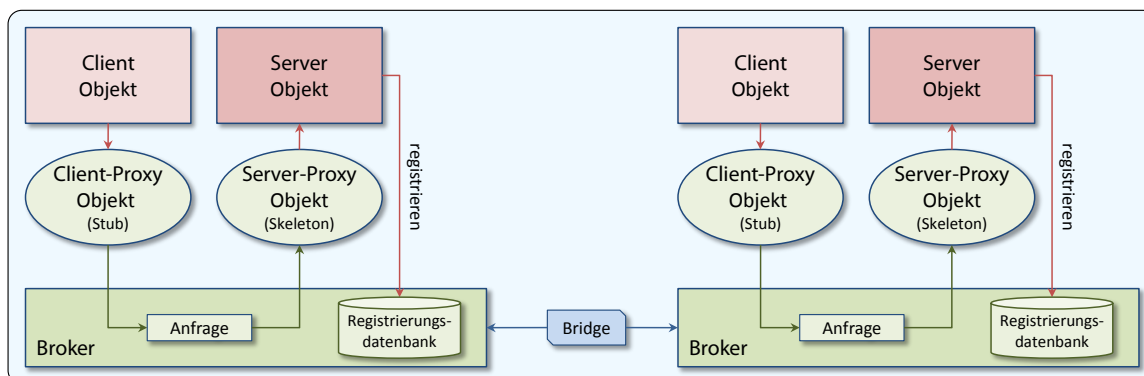 Client
Objekt
Server
Objekt
Client-Proxy
Objekt
(Stub)
Server-Proxy
Objekt
(Skeleton)
registrieren
Broker
Anfrage
Registrierungs-
datenbank
Bridge
Client
Objekt
Server
Objekt
Client-Proxy
Objekt
(Stub)
Server-Proxy
Objekt
(Skeleton)
registrieren
Broker
Anfrage
Registrierungs-
datenbank